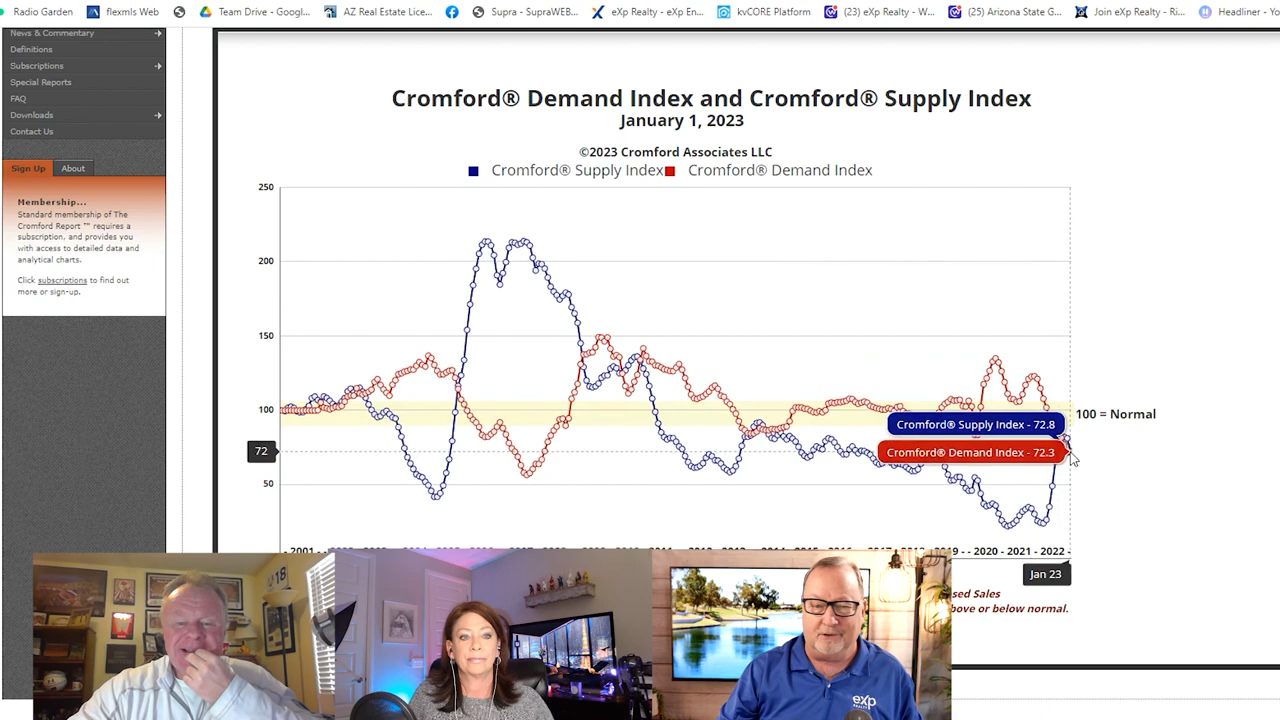 Radio Garden
flexmls Web
Team Drive - Googl...
AZ Real Estate Lice...
Supra - SupraWEB...
eXp Realty - eXp En...
kvCORE Platform
(23) eXp Realty - W...
(25) Arizona State G...
Join eXp Realty - Ri...
Headliner - Yo
News & Commentary
Definitions
Subscriptions
Special Reports
FAQ
Downloads
Contact Us
Sign Up
About
Membership...
Standard membership of The
Cromford Report ™ requires a
subscription, and provides you
with access to detailed data and
analytical charts.
Click subscriptions to find out
more or sign-up.
Cromford® Demand Index and Cromford® Supply Index
January 1, 2023
©2023 Cromford Associates LLC
Cromford® Supply Index
Cromford® Demand Index
250
200
150
100
50
72
100 = Normal
Cromford® Supply Index - 72.8
Cromford® Demand Index - 72.3
- 2001 -
- 2020 - - 2021 - - 2022 -
Jan 23
sed Sales
bove or below normal.
18
eXp
REALTY